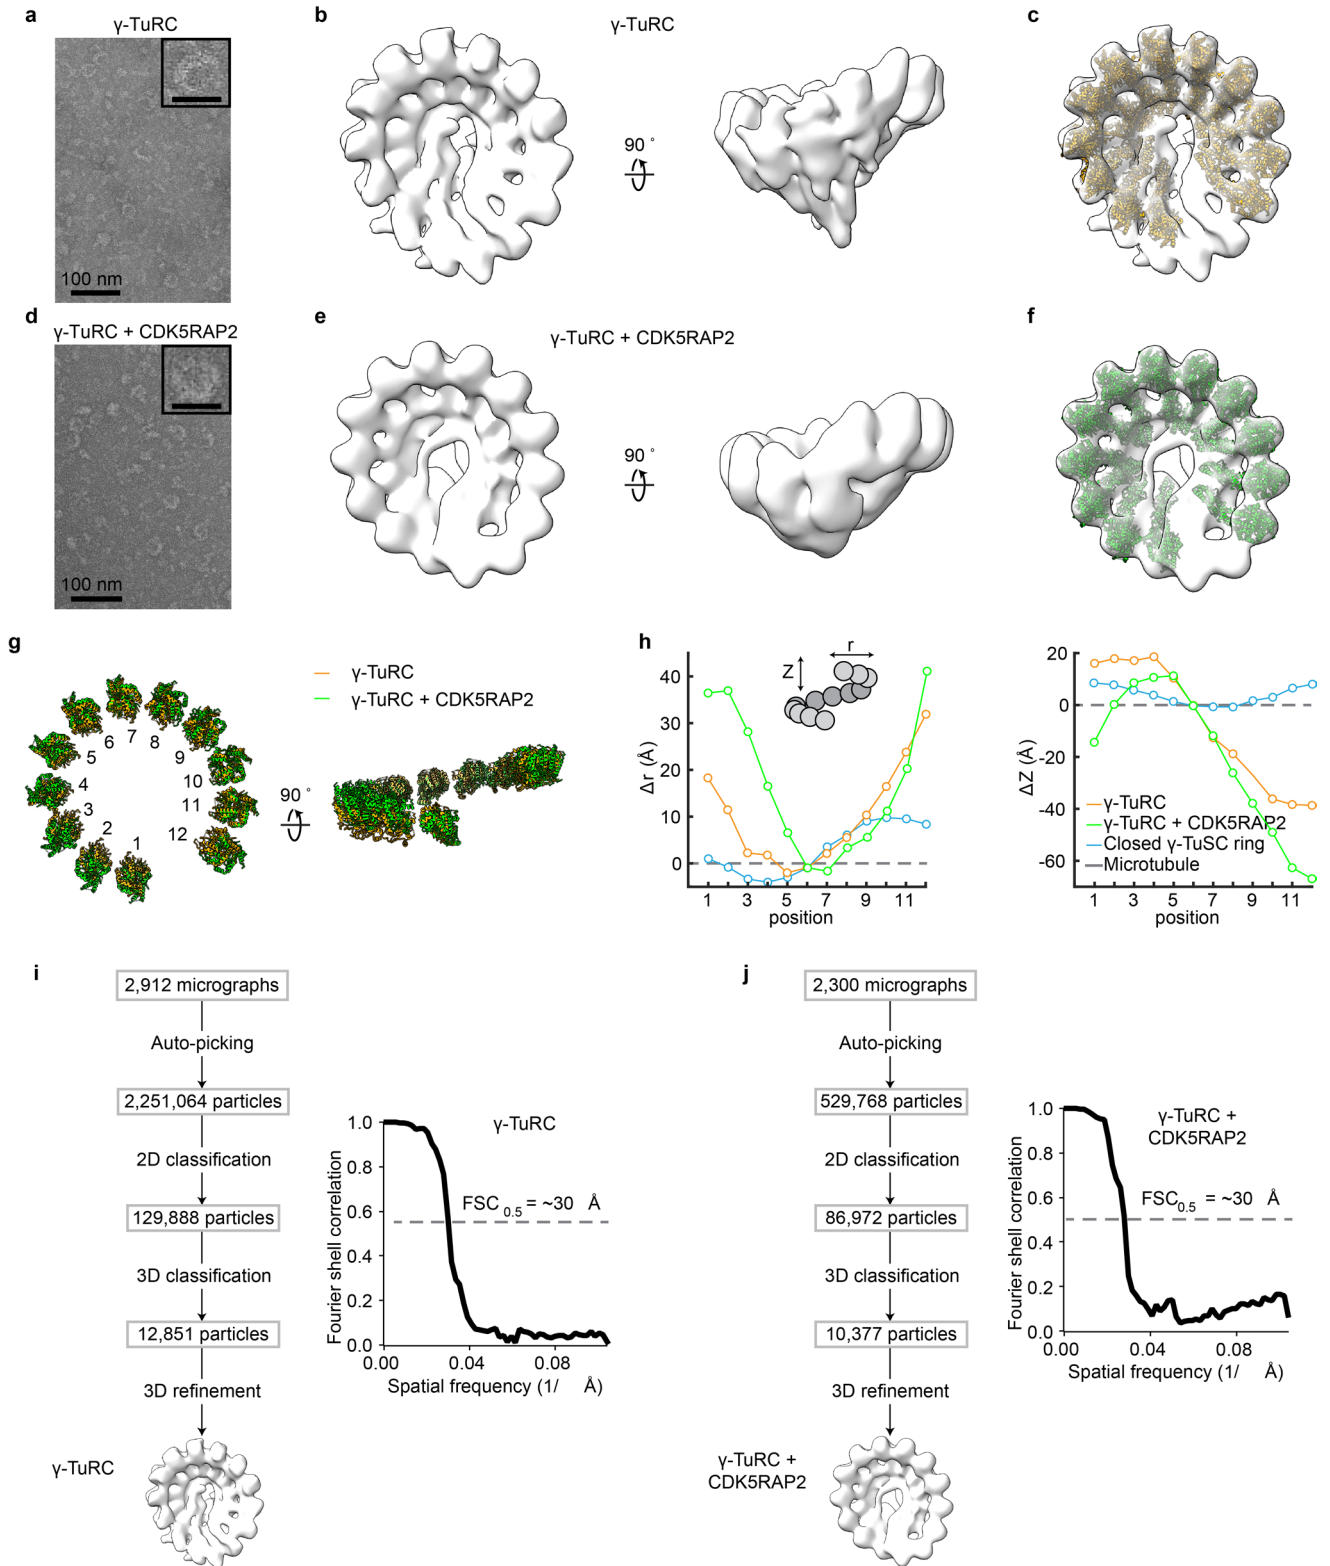 a
γ-TuRC
100 nm
b
γ-TuRC
90 °
c
d
γ-TuRC + CDK5RAP2
100 nm
e
γ-TuRC + CDK5RAP2
90 °
f
g
γ-TuRC
γ-TuRC + CDK5RAP2
1
2
3
4
5
6
7
8
9
10
11
12
90 °
h
Δr (Å)
40
30
20
10
0
1 3 5 7 9 11
position
Z
r
ΔZ (Å)
20
0
-20
-40
-60
1 3 5 7 9 11
position
γ-TuRC
γ-TuRC + CDK5RAP2
Closed γ-TuSC ring
Microtubule
i
2,912 micrographs
Auto-picking
2,251,064 particles
2D classification
129,888 particles
3D classification
12,851 particles
3D refinement
γ-TuRC
Fourier shell correlation
1.0
0.8
0.6
0.4
0.2
0.0
0.00 0.04 0.08
Spatial frequency (1/ Å)
γ-TuRC
FSC 0.5 = ~30 Å
j
2,300 micrographs
Auto-picking
529,768 particles
2D classification
86,972 particles
3D classification
10,377 particles
3D refinement
γ-TuRC +
CDK5RAP2
Fourier shell correlation
1.0
0.8
0.6
0.4
0.2
0.0
0.00 0.04 0.08
Spatial frequency (1/ Å)
γ-TuRC +
CDK5RAP2
FSC0.5 = ~30 Å